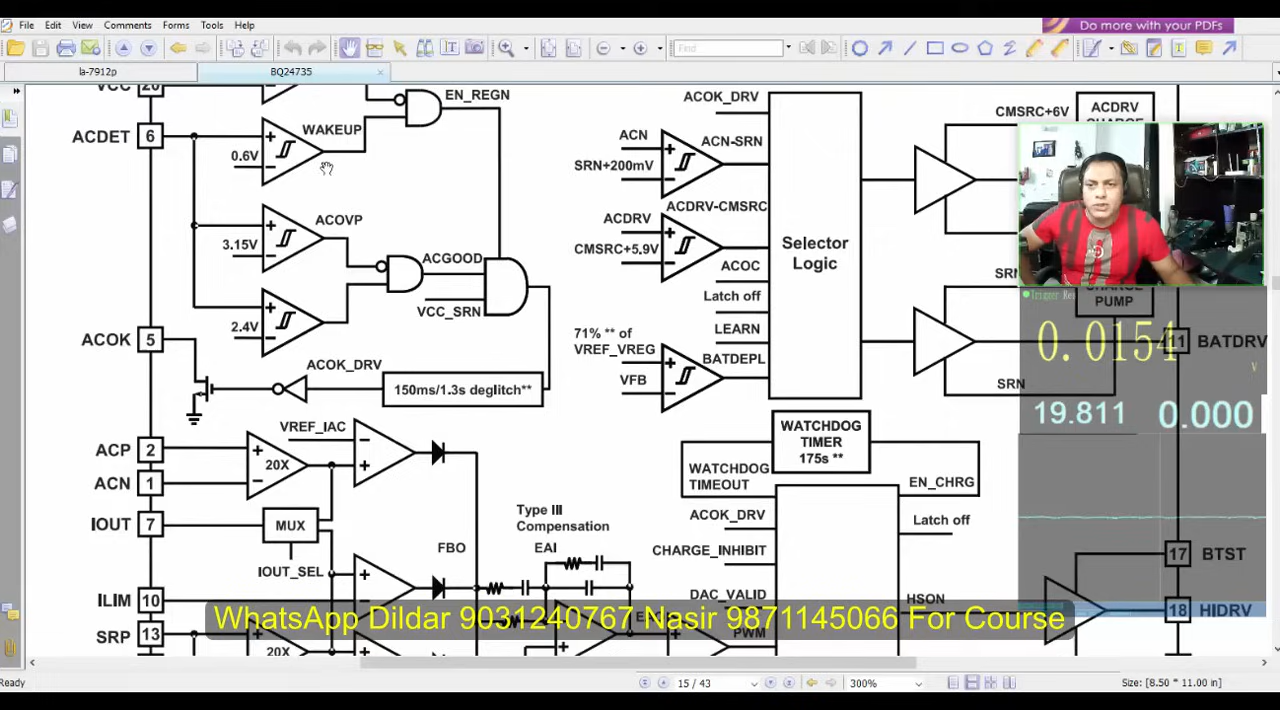 Do more with your PDFs
File Edit View Comments Forms Tools Help
Find
la-7912p
BQ24735
VCC 20
EN_REGN
ACDET 6
WAKEUP
0.6V
ACOVP
3.15V
ACGOOD
VCC_SRN
2.4V
ACOK 5
ACOK_DRV
150ms/1.3s deglitch**
ACP 2
VREF_IAC
20X
ACN 1
IOUT 7
MUX
IOUT_SEL
ILIM 10
SRP 13
20X
FBO
Type III
Compensation
EAI
ACOK_DRV
ACN
ACN-SRN
SRN+200mV
ACDRV-CMSRC
ACDRV
CMSRC+5.9V
ACOC
Latch off
LEARN
71% ** of
VREF_VREG
BATDEPL
VFB
Selector
Logic
CMSRC+6V
ACDRV
CHARGE
SRN
PUMP
11 BATDRV
SRN
0.0154
V
19.811 0.000
WATCHDOG
TIMER
175s **
WATCHDOG
TIMEOUT
EN_CHRG
ACOK_DRV
Latch off
CHARGE_INHIBIT
DAC_VALID
HSON
PWM
17 BTST
18 HIDRV
WhatsApp Dildar 9031240767 Nasir 9871145066 For Course
Ready
15 / 43
300%
Size: [8.50 * 11.00 in]